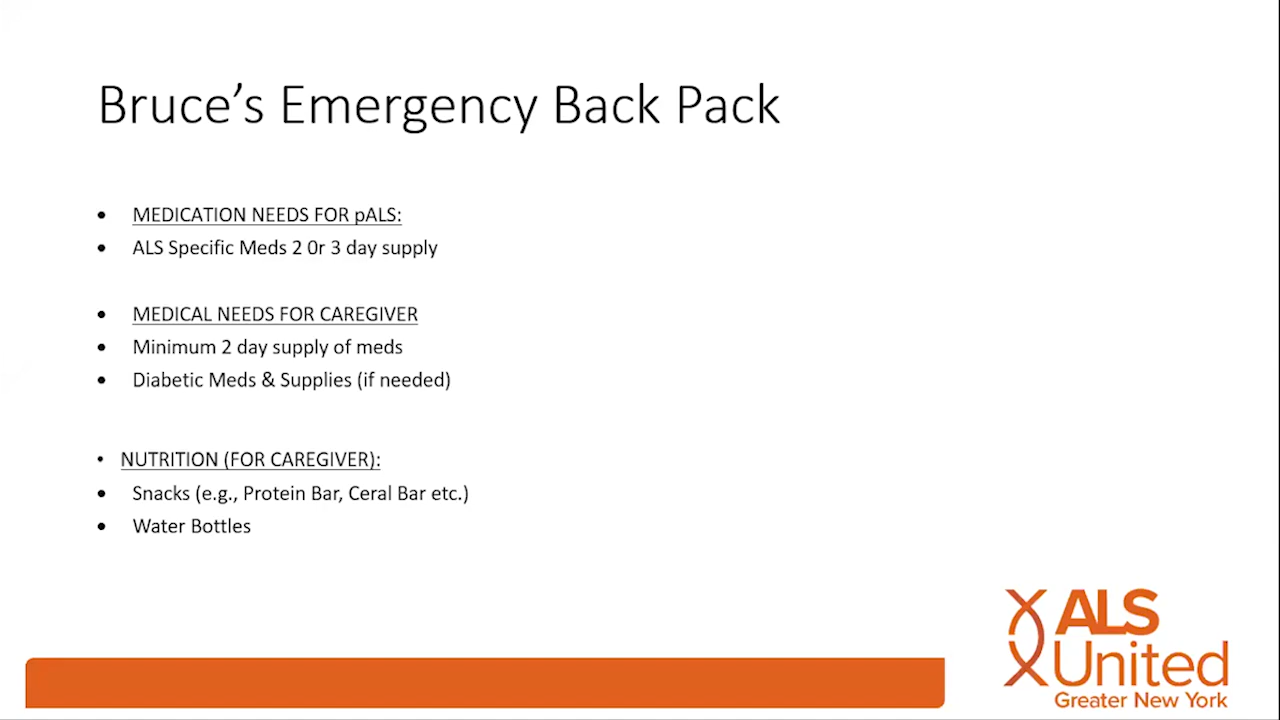 Bruce’s Emergency Back Pack
• MEDICATION NEEDS FOR pALS:
• ALS Specific Meds 2 0r 3 day supply
• MEDICAL NEEDS FOR CAREGIVER
• Minimum 2 day supply of meds
• Diabetic Meds & Supplies (if needed)
• NUTRITION (FOR CAREGIVER):
• Snacks (e.g., Protein Bar, Ceral Bar etc.)
• Water Bottles
ALS
United
Greater New York